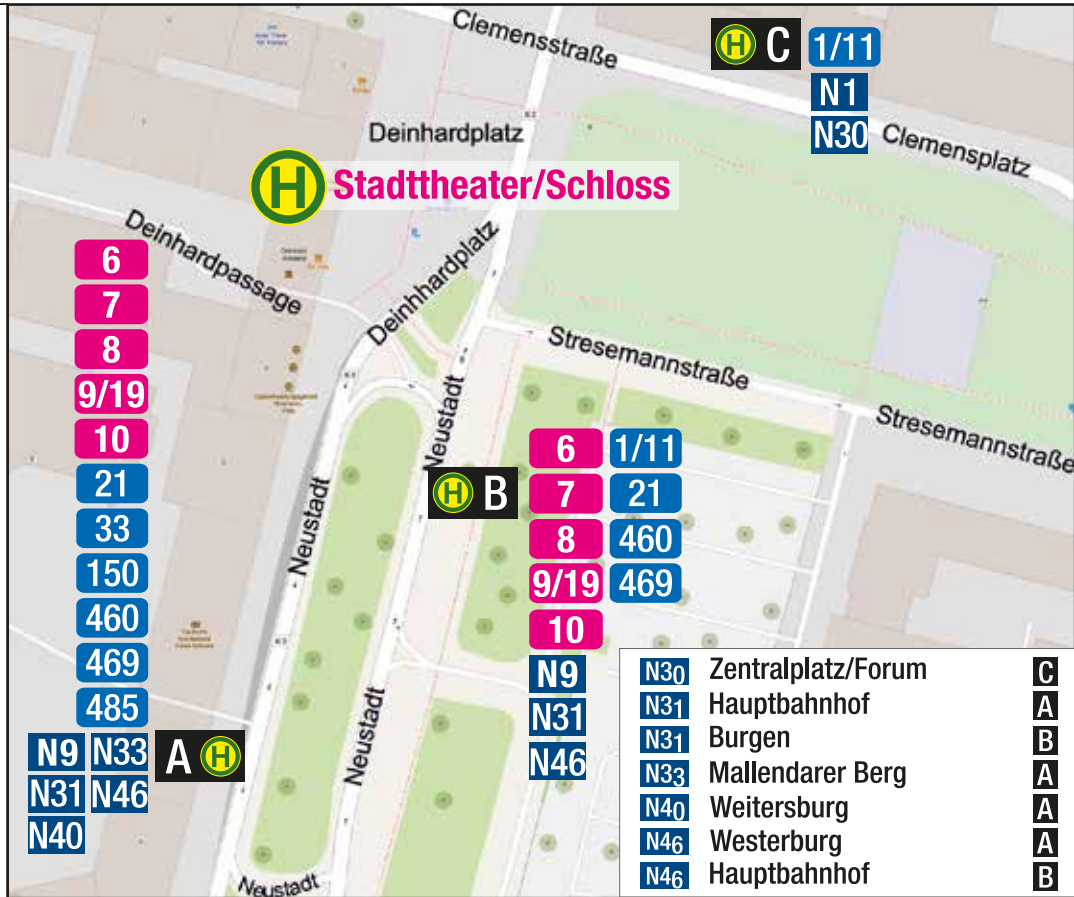 Clemensstraße
H C 1/11
N1
N30
Clemensplatz
Deinhardplatz
H Stadttheater/Schloss
Deinhardpassage
Deinhhardplatz
Stresemannstraße
Stresemannstraße
Neustadt
Neustadt
Neustadt
Neustadt
6
7
8
9/19
10
21
33
150
460
469
485
N9 N33
N31 N46
N40
A H
H B
6 1/11
7 21
8 460
9/19 469
10
N9
N31
N46
N30 Zentralplatz/Forum C
N31 Hauptbahnhof A
N31 Burgen B
N33 Mallendarer Berg A
N40 Weitersburg A
N46 Westerburg A
N46 Hauptbahnhof B